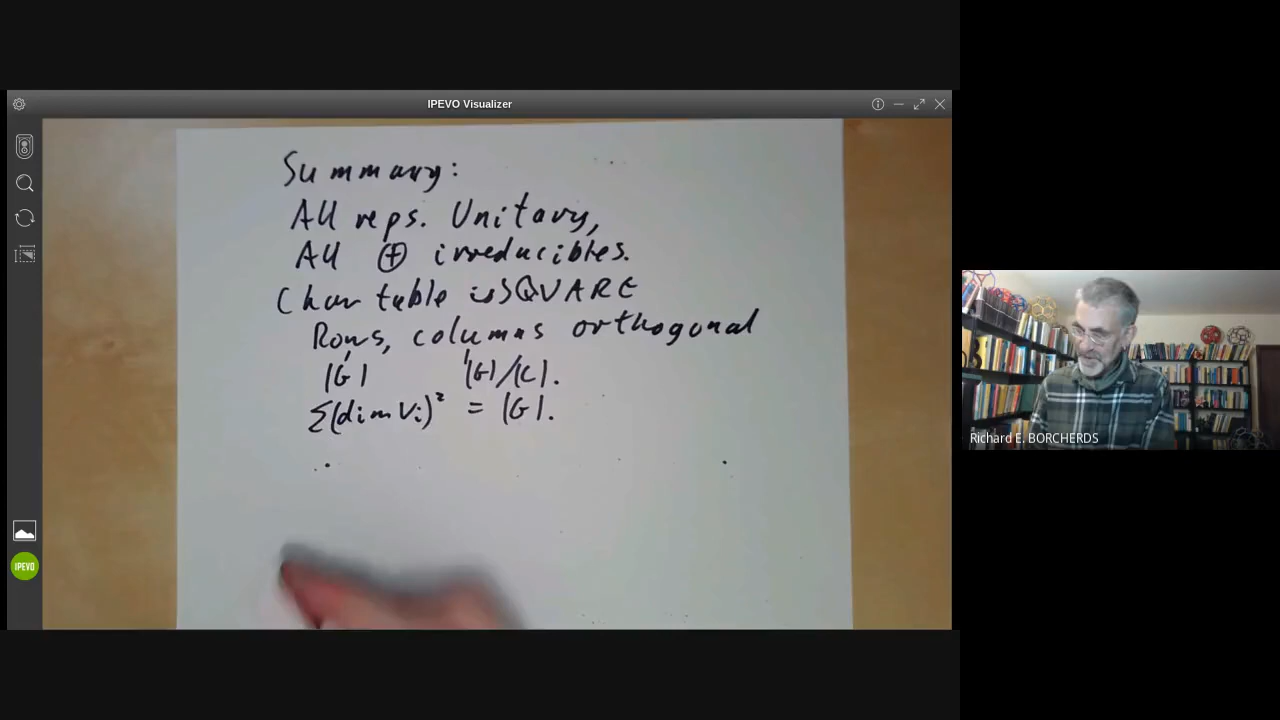 IPEVO Visualizer
Summary:
All reps. Unitary,
All ⊕ irreducibles.
Char table is SQUARE
Rows, columns orthogonal
|G| |G|/|C|.
Σ(dim Vi)² = |G|.
IPEVO
Richard E. BORCHERDS